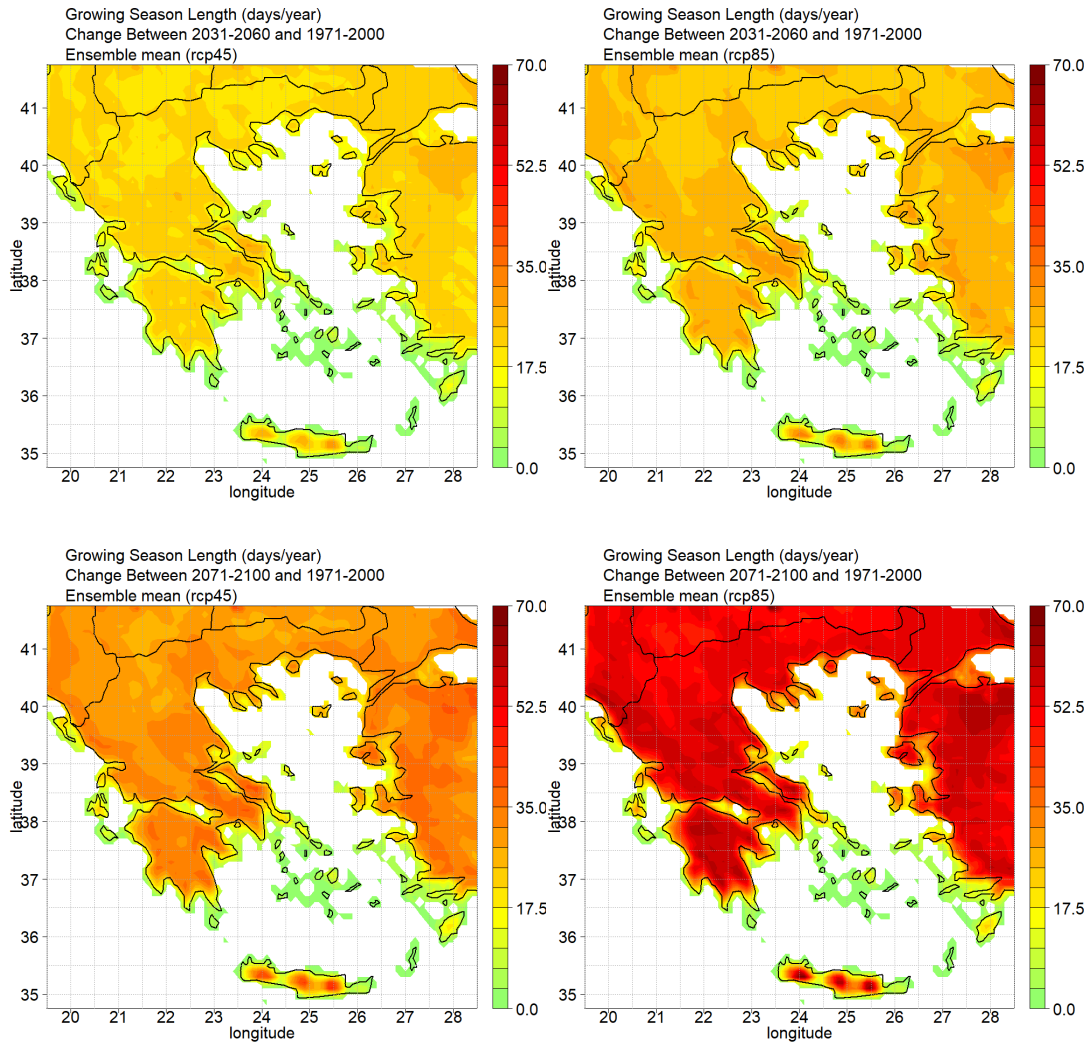 Growing Season Length (days/year)
Change Between 2031-2060 and 1971-2000
Ensemble mean (rcp45)
70.0
52.5
35.0
17.5
0.0
41
40
39
38
37
36
35
latitude
20 21 22 23 24 25 26 27 28
longitude
Growing Season Length (days/year)
Change Between 2031-2060 and 1971-2000
Ensemble mean (rcp85)
70.0
52.5
35.0
17.5
0.0
41
40
39
38
37
36
35
latitude
20 21 22 23 24 25 26 27 28
longitude
Growing Season Length (days/year)
Change Between 2071-2100 and 1971-2000
Ensemble mean (rcp45)
70.0
52.5
35.0
17.5
0.0
41
40
39
38
37
36
35
latitude
20 21 22 23 24 25 26 27 28
longitude
Growing Season Length (days/year)
Change Between 2071-2100 and 1971-2000
Ensemble mean (rcp85)
70.0
52.5
35.0
17.5
0.0
41
40
39
38
37
36
35
latitude
20 21 22 23 24 25 26 27 28
longitude